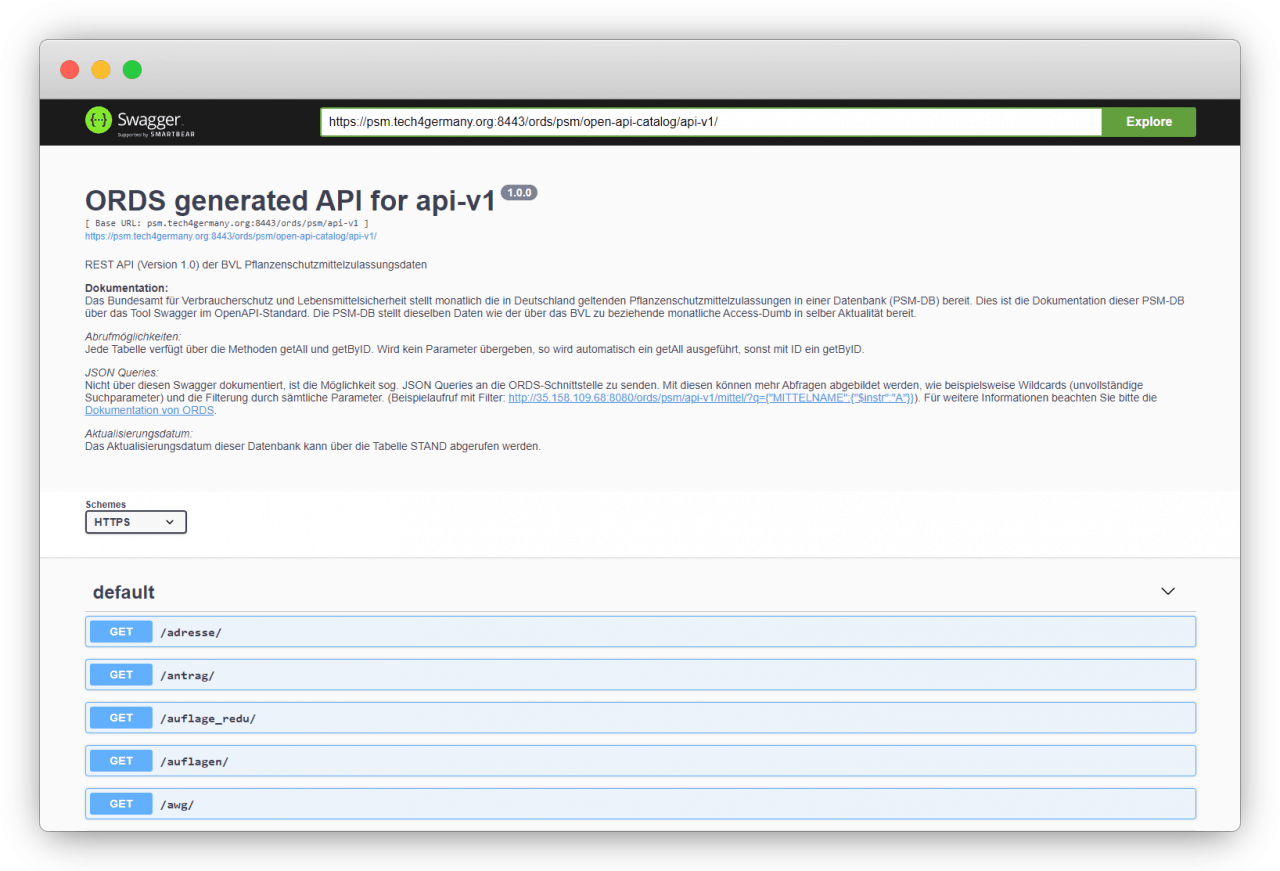 Swagger.
Supported by SMARTBEAR
https://psm.tech4germany.org:8443/ords/psm/open-api-catalog/api-v1/
Explore
ORDS generated API for api-v1 1.0.0
[ Base URL: psm.tech4germany.org:8443/ords/psm/api-v1 ]
https://psm.tech4germany.org:8443/ords/psm/open-api-catalog/api-v1/
REST API (Version 1.0) der BVL Pflanzenschutzmittelzulassungsdaten
Dokumentation:
Das Bundesamt für Verbraucherschutz und Lebensmittelsicherheit stellt monatlich die in Deutschland geltenden Pflanzenschutzmittelzulassungen in einer Datenbank (PSM-DB) bereit. Dies ist die Dokumentation dieser PSM-DB
über das Tool Swagger im OpenAPI-Standard. Die PSM-DB stellt dieselben Daten wie der über das BVL zu beziehende monatliche Access-Dumb in selber Aktualität bereit.
Abrufmöglichkeiten:
Jede Tabelle verfügt über die Methoden getAll und getByID. Wird kein Parameter übergeben, so wird automatisch ein getAll ausgeführt, sonst mit ID ein getByID.
JSON Queries:
Nicht über diesen Swagger dokumentiert, ist die Möglichkeit sog. JSON Queries an die ORDS-Schnittstelle zu senden. Mit diesen können mehr Abfragen abgebildet werden, wie beispielsweise Wildcards (unvollständige
Suchparameter) und die Filterung durch sämtliche Parameter. (Beispielaufruf mit Filter: http://35.158.109.68:8080/ords/psm/api-v1/mittel/?q={"MITTELNAME":{"$instr":"A"}}). Für weitere Informationen beachten Sie bitte die
Dokumentation von ORDS.
Aktualisierungsdatum:
Das Aktualisierungsdatum dieser Datenbank kann über die Tabelle STAND abgerufen werden.
Schemes
HTTPS
default
GET /adresse/
GET /antrag/
GET /auflage_redu/
GET /auflagen/
GET /awg/